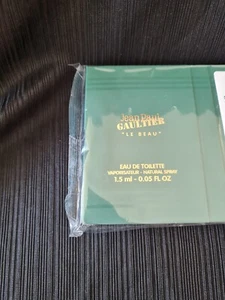 Jean Paul
GAULTIER
"LE BEAU"
EAU DE TOILETTE
VAPORISATEUR - NATURAL SPRAY
1.5 ml - 0.05 FL OZ